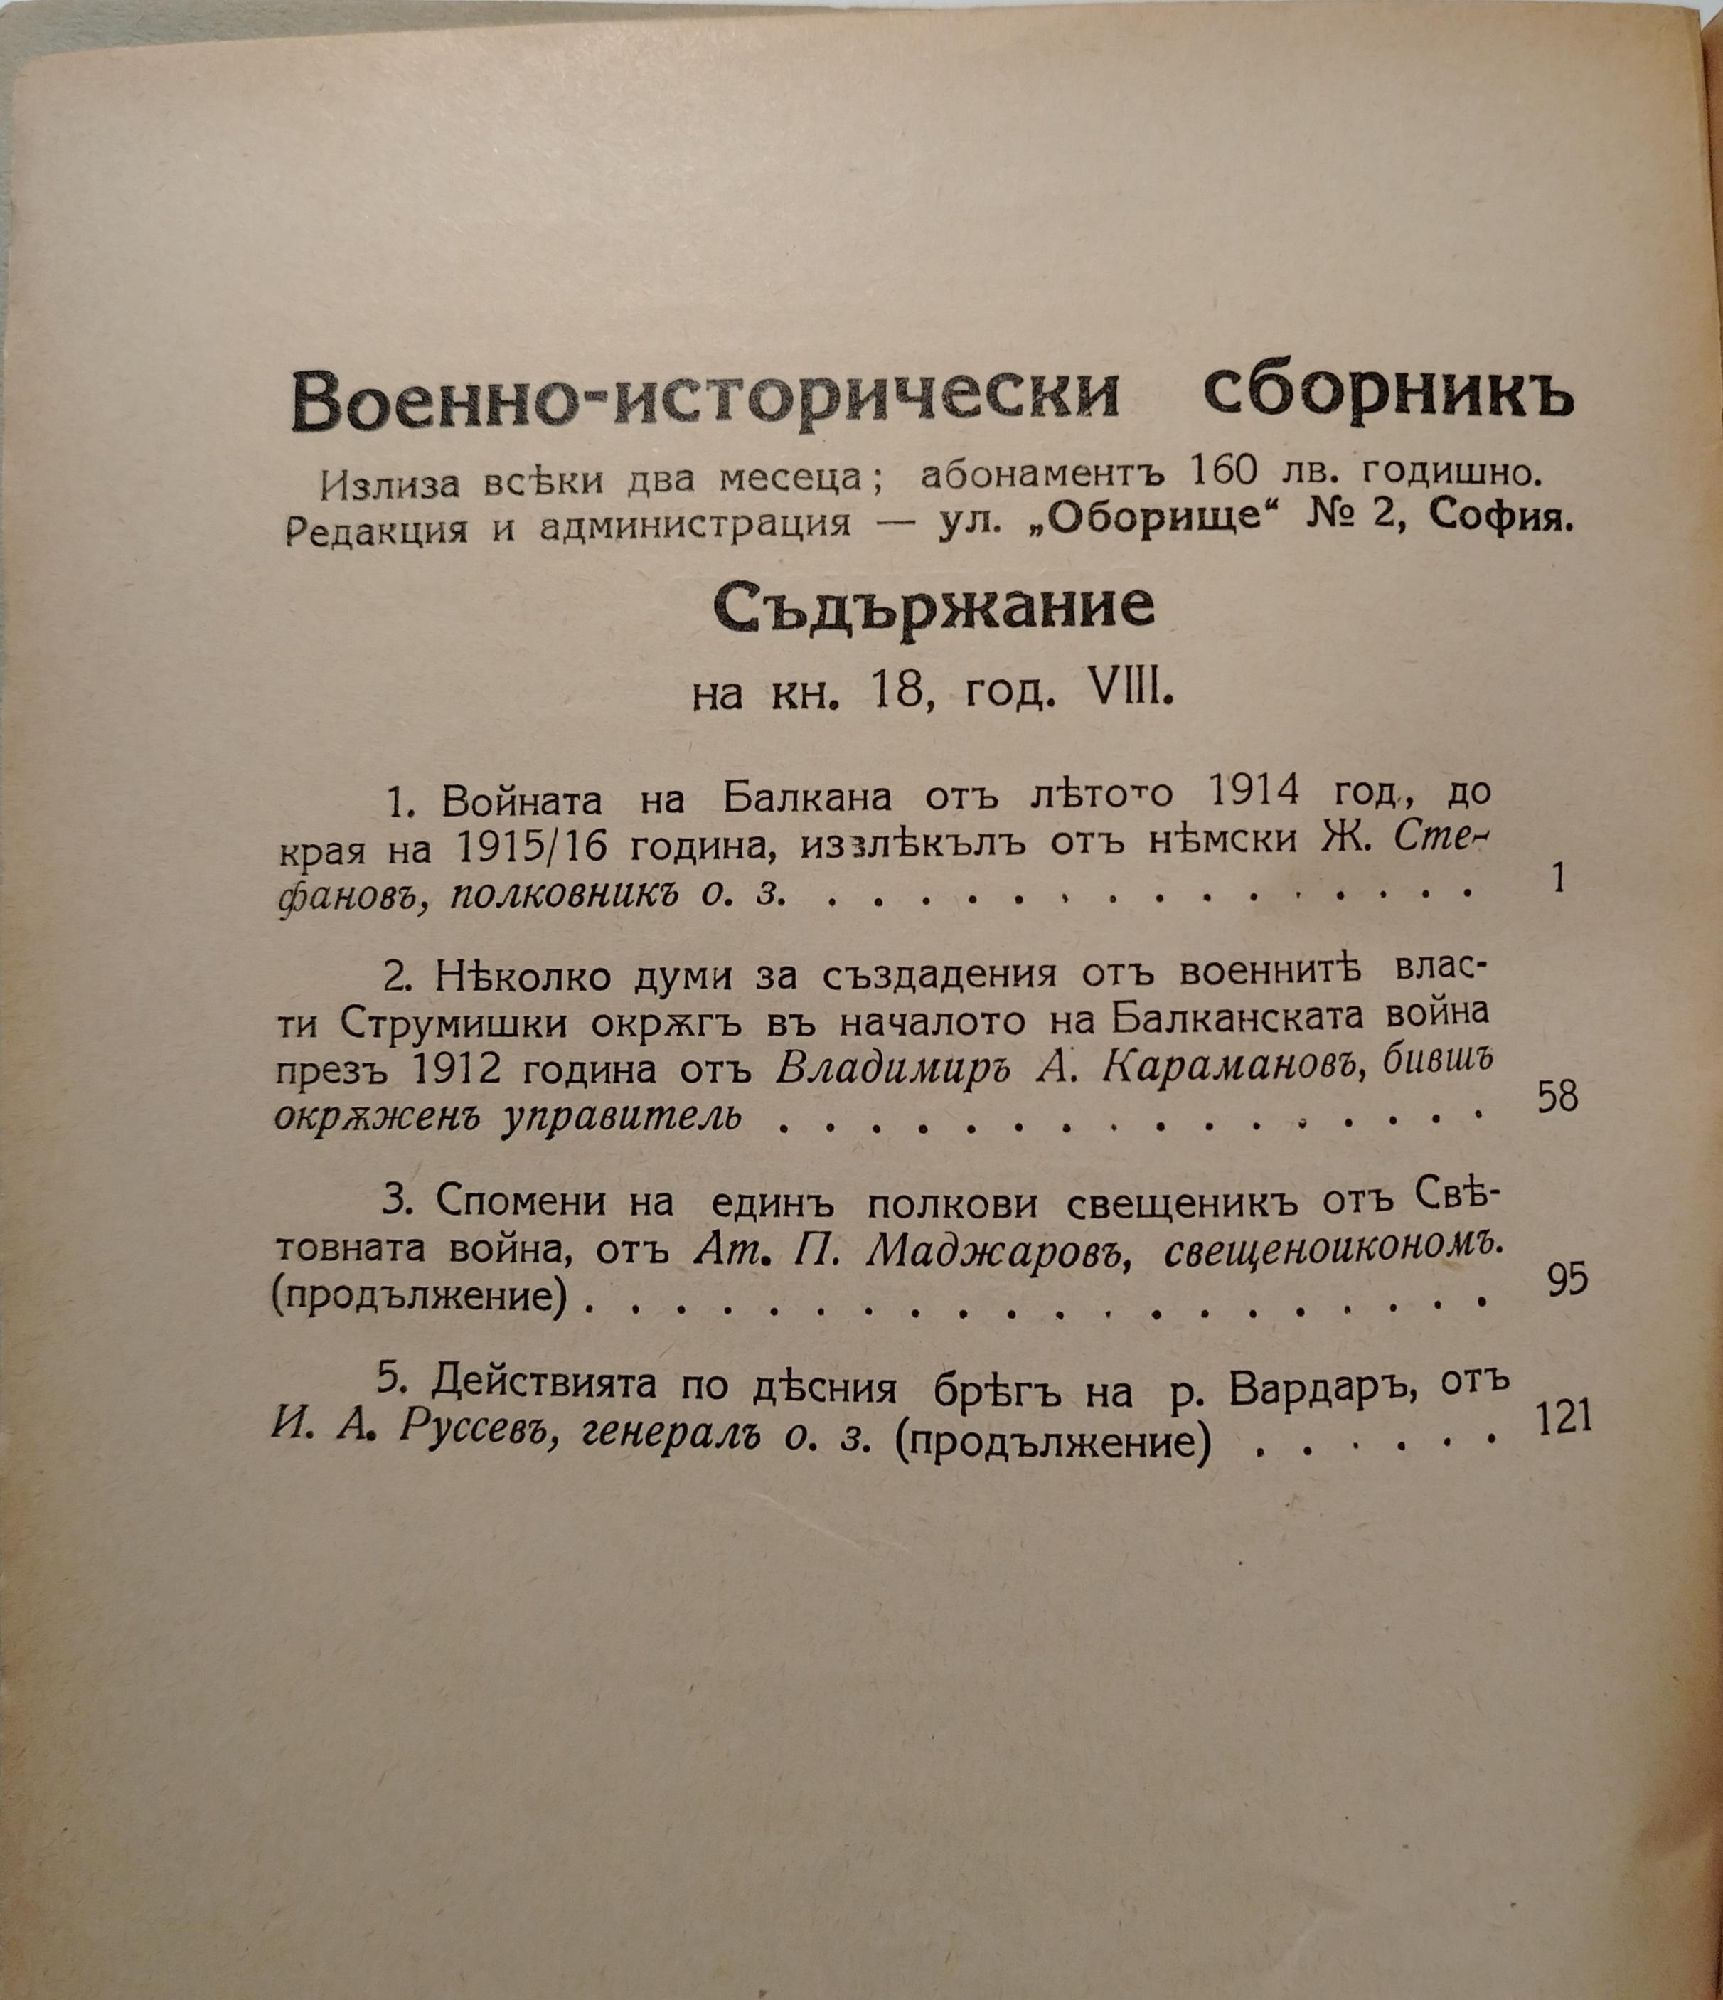 Военно-исторически сборникъ
Излиза всѣки два месеца; абонаментъ 160 лв. годишно.
Редакция и администрация — ул. „Оборище“ № 2, София.
Съдържание
на кн. 18, год. VIII.
1. Войната на Балкана отъ лѣтото 1914 год., до
края на 1915/16 година, иззлѣкълъ отъ нѣмски Ж. Сте-
фановъ, полковникъ о. з. . . . . . . . . . . . . . . . 1
2. Нѣколко думи за създадения отъ военнитѣ влас-
ти Струмишки окрѫгъ въ началото на Балканската война
презъ 1912 година отъ Владимиръ А. Карамановъ, бившъ
окрѫженъ управитель . . . . . . . . . . . . . . . . 58
3. Спомени на единъ полкови свещеникъ отъ Свѣ-
товната война, отъ Ат. П. Маджаровъ, свещеноикономъ.
(продължение) . . . . . . . . . . . . . . . . . . . . 95
5. Действията по дѣсния брѣгъ на р. Вардаръ, отъ
И. А. Руссевъ, генералъ о. з. (продължение) . . . . . . 121